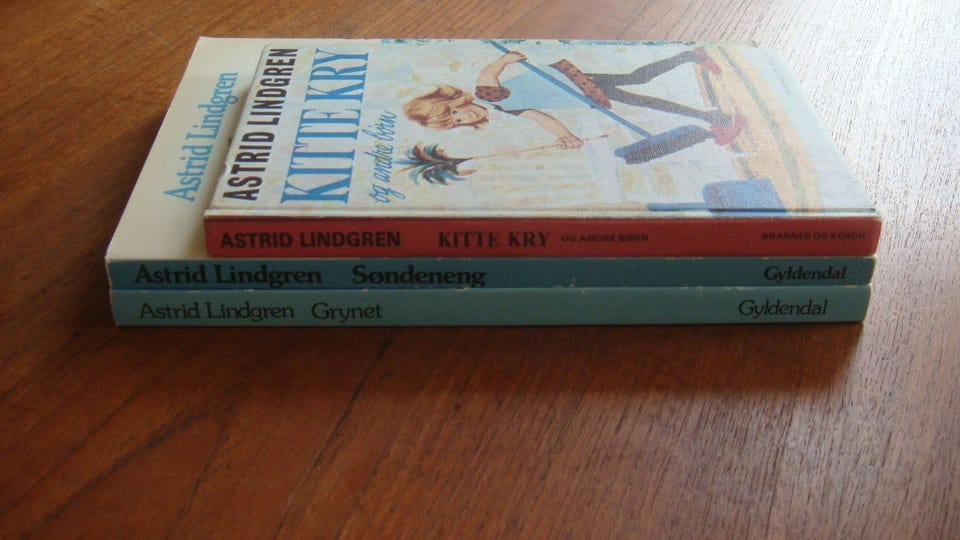 Astrid Lindgren
ASTRID LINDGREN
KITTE KRY
og andre børn
ASTRID LINDGREN KITTE KRY OG ANDRE BØRN BRANNER OG KORCH
Astrid Lindgren Søndeneng Gyldendal
Astrid Lindgren Grynet Gyldendal